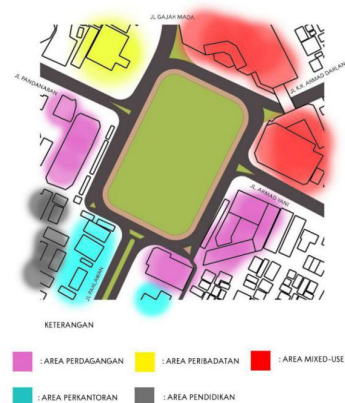 JL GAJAH MADA
JL K.H. AHMAD DAHLAN
JL PANDANARAN
JL AHMAD YANI
JL PAHLAWAN
KETERANGAN
: AREA PERDAGANGAN : AREA PERIBADATAN : AREA MIXED-USE
: AREA PERKANTORAN : AREA PENDIDIKAN